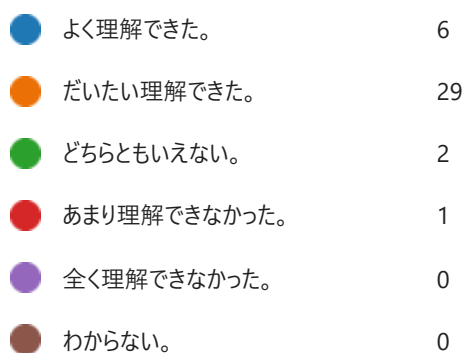 よく理解できた。 6
だいたい理解できた。 29
どちらともいえない。 2
あまり理解できなかった。 1
全く理解できなかった。 0
わからない。 0